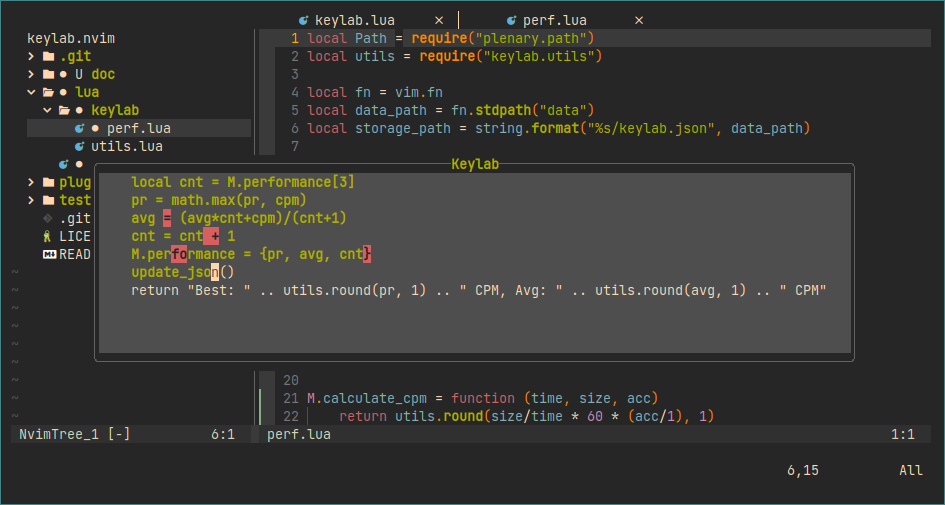 keylab.lua × perf.lua ×
keylab.nvim
.git
U doc
lua
keylab
perf.lua
utils.lua
plug
test
.git
LICE
READ
1 local Path = require("plenary.path")
2 local utils = require("keylab.utils")
3
4 local fn = vim.fn
5 local data_path = fn.stdpath("data")
6 local storage_path = string.format("%s/keylab.json", data_path)
7
Keylab
local cnt = M.performance[3]
pr = math.max(pr, cpm)
avg = (avg*cnt+cpm)/(cnt+1)
cnt = cnt + 1
M.performance = {pr, avg, cnt}
update_json()
return "Best: " .. utils.round(pr, 1) .. " CPM, Avg: " .. utils.round(avg, 1) .. " CPM"
20
21 M.calculate_cpm = function (time, size, acc)
22 return utils.round(size/time * 60 * (acc/1), 1)
~
~
~
~
~
~
~
~
~
NvimTree_1 [-] 6:1 perf.lua 1:1
6,15 All